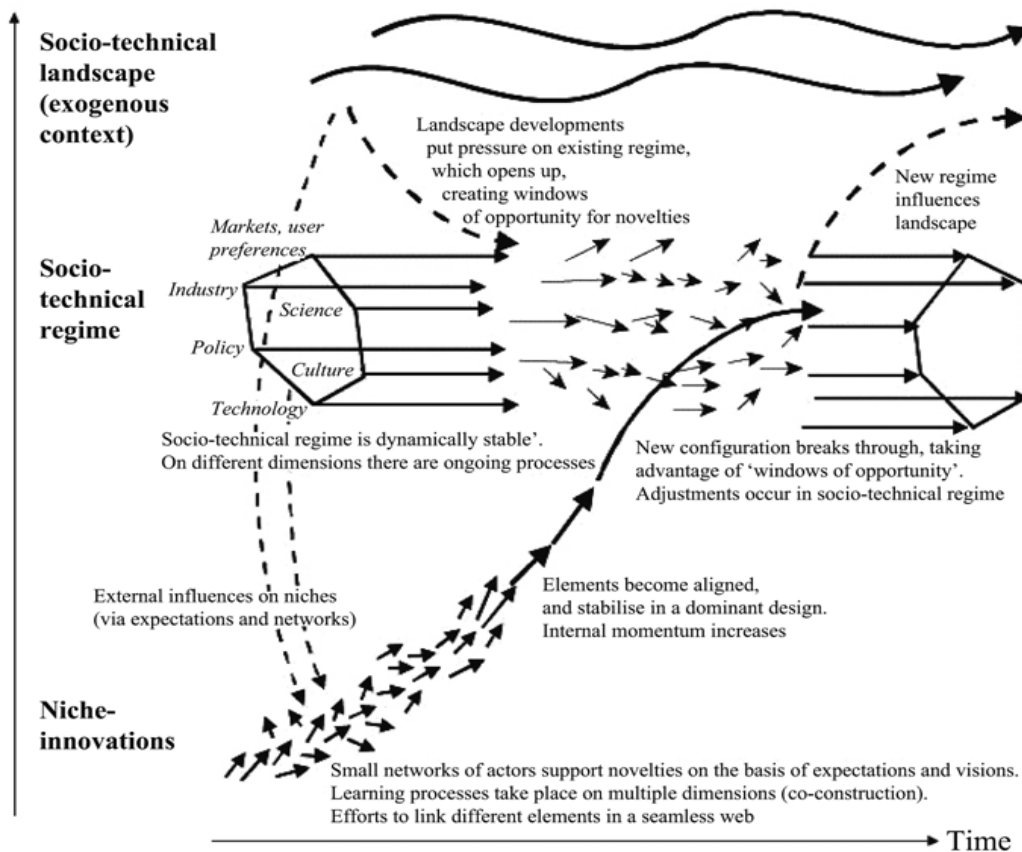 Socio-technical
landscape
(exogenous
context)
Landscape developments
put pressure on existing regime,
which opens up,
creating windows
of opportunity for novelties
New regime
influences
landscape
Markets, user
preferences
Socio-
technical
regime
Industry
Science
Policy
Culture
Technology
Socio-technical regime is dynamically stable’.
On different dimensions there are ongoing processes
New configuration breaks through, taking
advantage of ‘windows of opportunity’.
Adjustments occur in socio-technical regime
External influences on niches
(via expectations and networks)
Elements become aligned,
and stabilise in a dominant design.
Internal momentum increases
Niche-
innovations
Small networks of actors support novelties on the basis of expectations and visions.
Learning processes take place on multiple dimensions (co-construction).
Efforts to link different elements in a seamless web
Time